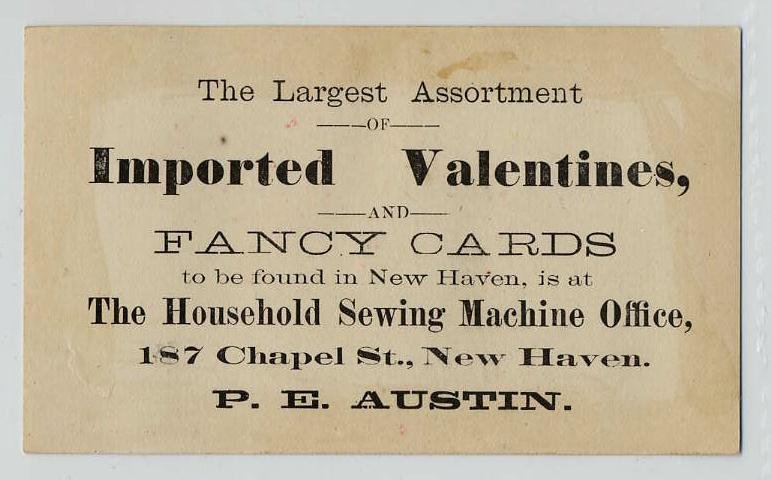 The Largest Assortment
OF
Imported Valentines,
AND
FANCY CARDS
to be found in New Haven, is at
The Household Sewing Machine Office,
187 Chapel St., New Haven.
P. E. AUSTIN.